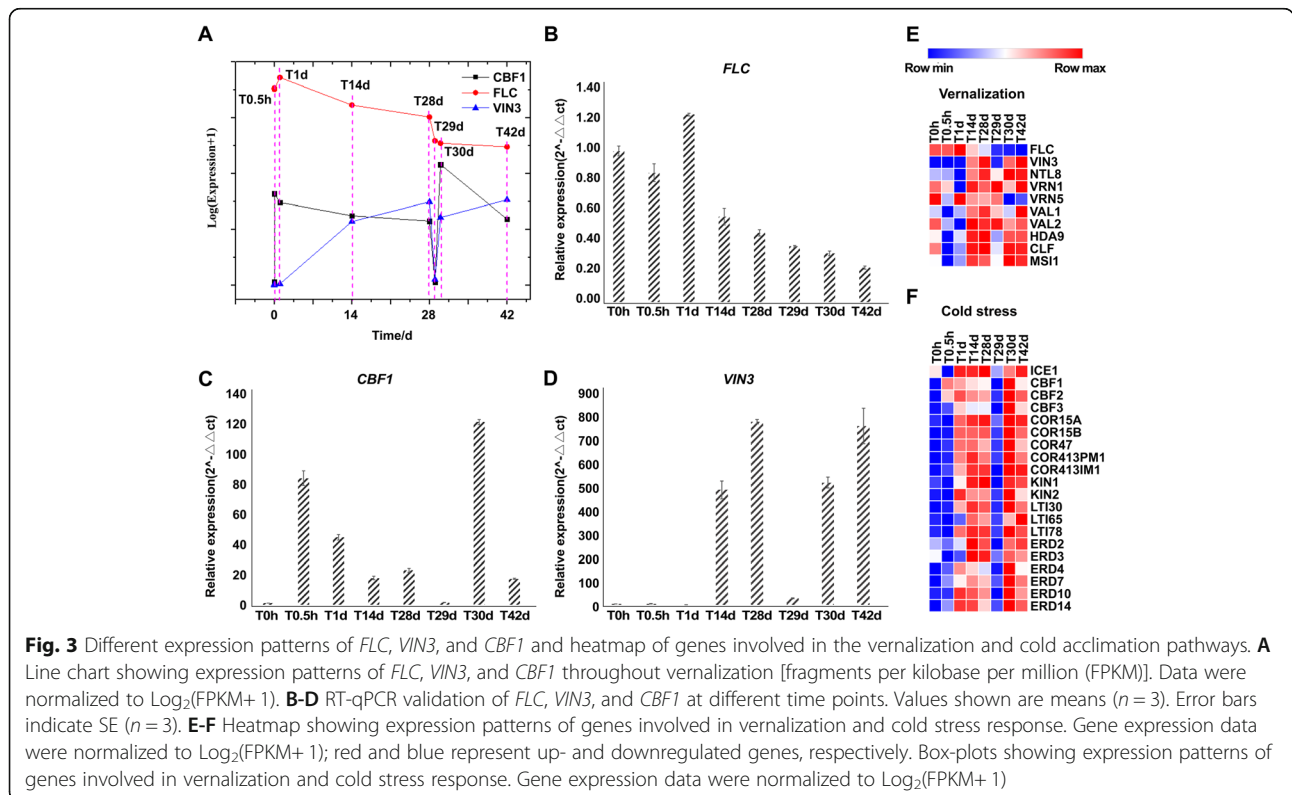 A
T0.5h
T1d
T14d
T28d
T29d
T30d
T42d
CBF1
FLC
VIN3
Log(Expression+1)
0
14
28
42
Time/d
B
FLC
Relative expression(2^-△△ct)
1.40
1.20
1.00
0.80
0.60
0.40
0.20
0.00
T0h T0.5h T1d T14d T28d T29d T30d T42d
C
CBF1
Relative expression(2^-△△ct)
140
120
100
80
60
40
20
0
T0h T0.5h T1d T14d T28d T29d T30d T42d
D
VIN3
Relative expression(2^-△△ct)
900
800
700
600
500
400
300
200
100
0
T0h T0.5h T1d T14d T28d T29d T30d T42d
E
Row min Row max
Vernalization
T0h T0.5h T1d T14d T28d T29d T30d T42d
FLC
VIN3
NTL8
VRN1
VRN5
VAL1
VAL2
HDA9
CLF
MSI1
F
Cold stress
T0h T0.5h T1d T14d T28d T29d T30d T42d
ICE1
CBF1
CBF2
CBF3
COR15A
COR15B
COR47
COR413PM1
COR413IM1
KIN1
KIN2
LTI30
LTI65
LTI78
ERD2
ERD3
ERD4
ERD7
ERD10
ERD14
Fig. 3 Different expression patterns of FLC, VIN3, and CBF1 and heatmap of genes involved in the vernalization and cold acclimation pathways. A
Line chart showing expression patterns of FLC, VIN3, and CBF1 throughout vernalization [fragments per kilobase per million (FPKM)]. Data were
normalized to Log2(FPKM+ 1). B-D RT-qPCR validation of FLC, VIN3, and CBF1 at different time points. Values shown are means (n = 3). Error bars
indicate SE (n = 3). E-F Heatmap showing expression patterns of genes involved in vernalization and cold stress response. Gene expression data
were normalized to Log2(FPKM+ 1); red and blue represent up- and downregulated genes, respectively. Box-plots showing expression patterns of
genes involved in vernalization and cold stress response. Gene expression data were normalized to Log2(FPKM+ 1)